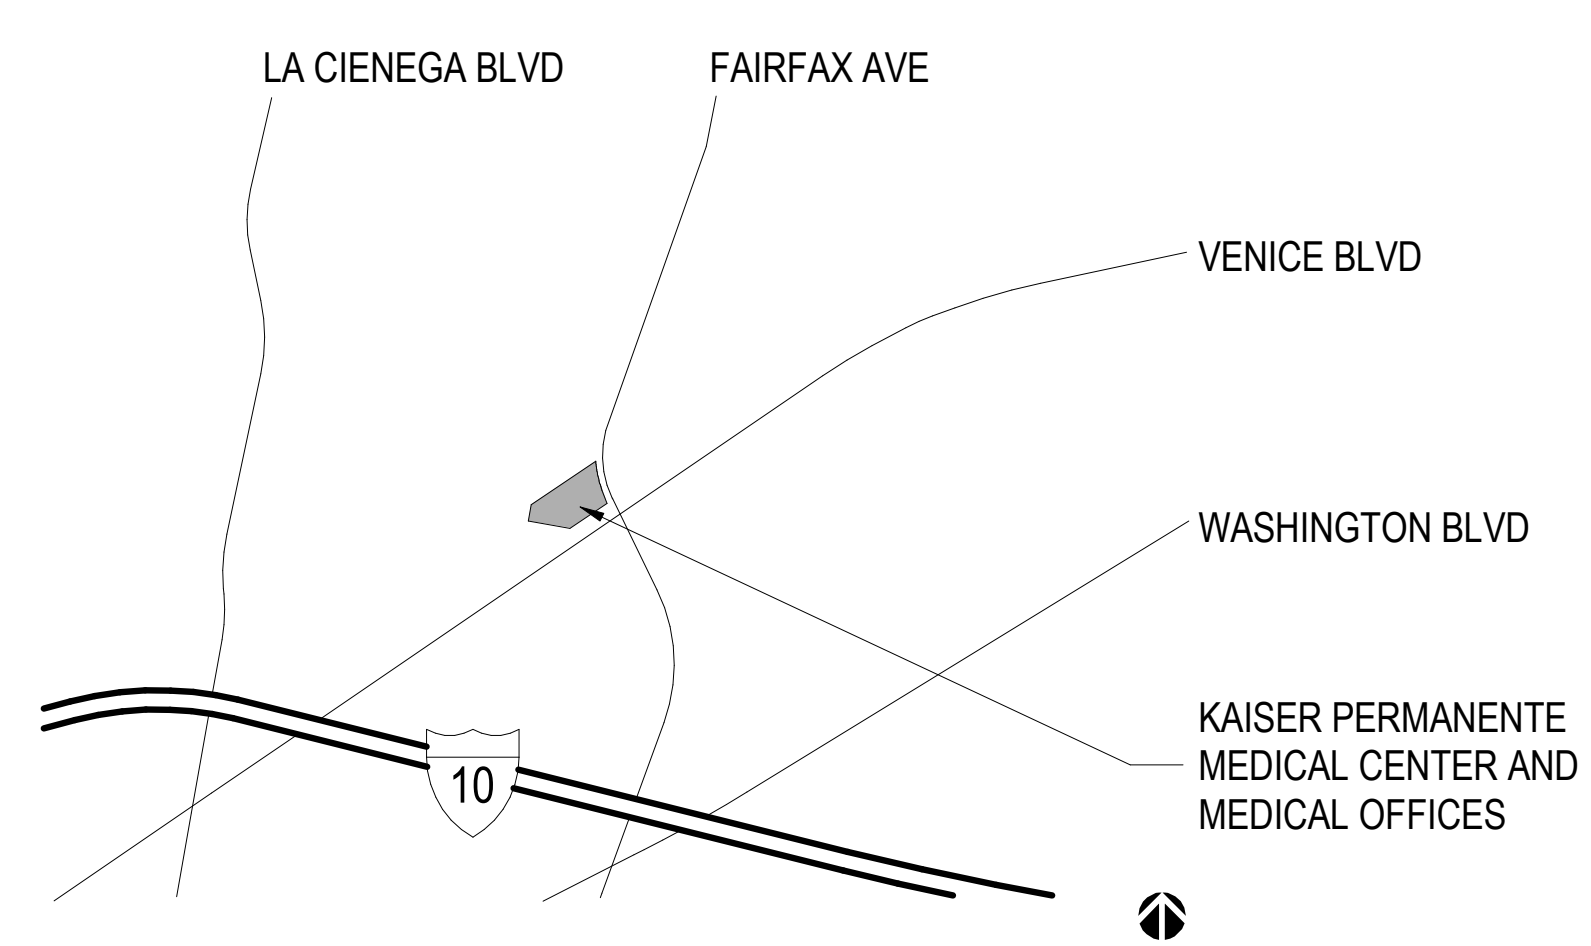 LA CIENEGA BLVD
FAIRFAX AVE
VENICE BLVD
WASHINGTON BLVD
KAISER PERMANENTE
MEDICAL CENTER AND
MEDICAL OFFICES
10